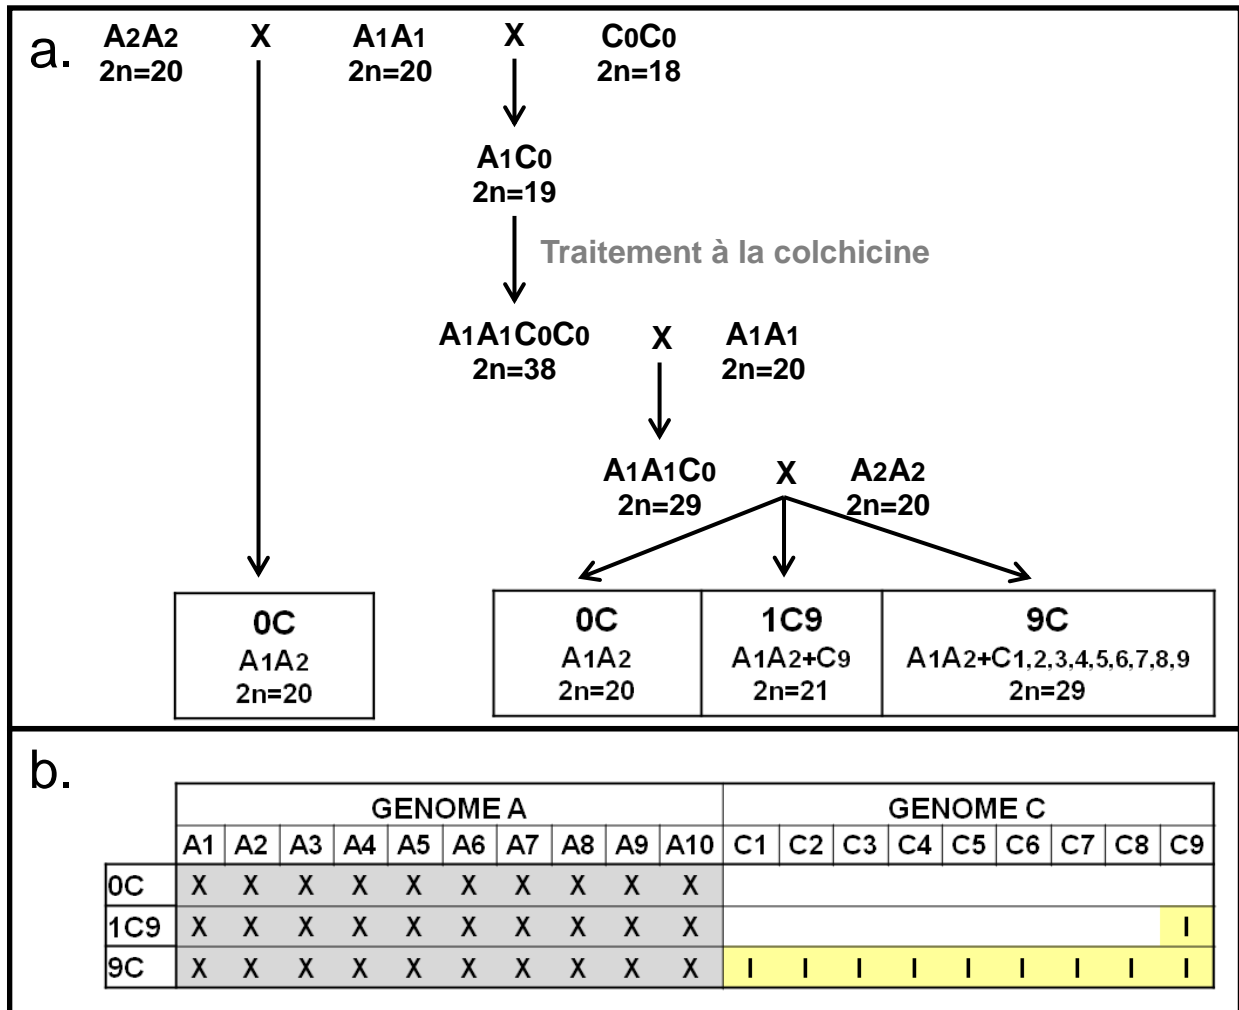 a.
A2A2 X A1A1 X C0C0
2n=20 2n=20 2n=18
A1C0
2n=19
Traitement à la colchicine
A1A1C0C0 X A1A1
2n=38 2n=20
A1A1C0 X A2A2
2n=29 2n=20
0C 0C 1C9 9C
A1A2 A1A2 A1A2+C9 A1A2+C1,2,3,4,5,6,7,8,9
2n=20 2n=20 2n=21 2n=29
b.
GENOME A GENOME C
A1 A2 A3 A4 A5 A6 A7 A8 A9 A10 C1 C2 C3 C4 C5 C6 C7 C8 C9
0C X X X X X X X X X X
1C9 X X X X X X X X X X I
9C X X X X X X X X X X I I I I I I I I I